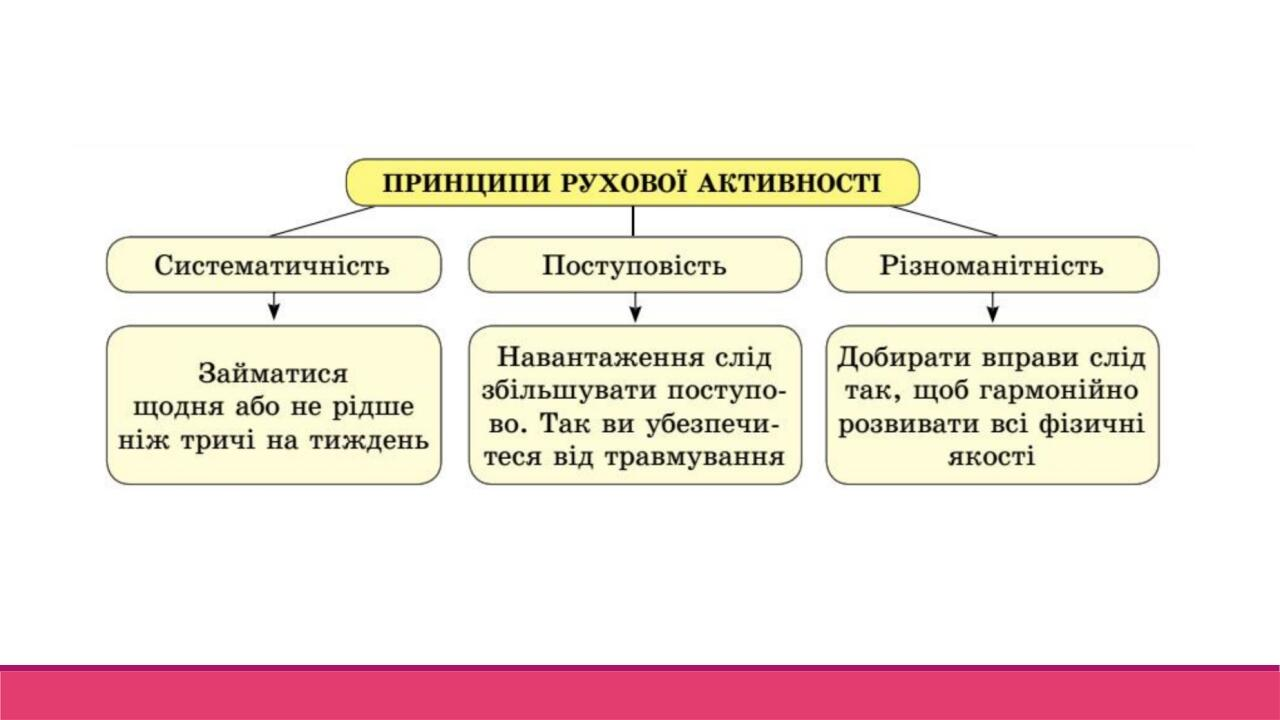 ПРИНЦИПИ РУХОВОЇ АКТИВНОСТІ
Систематичність
Поступовість
Різноманітність
Займатися
щодня або не рідше
ніж тричі на тиждень
Навантаження слід
збільшувати поступо-
во. Так ви убезпечи-
теся від травмування
Добирати вправи слід
так, щоб гармонійно
розвивати всі фізичні
якості